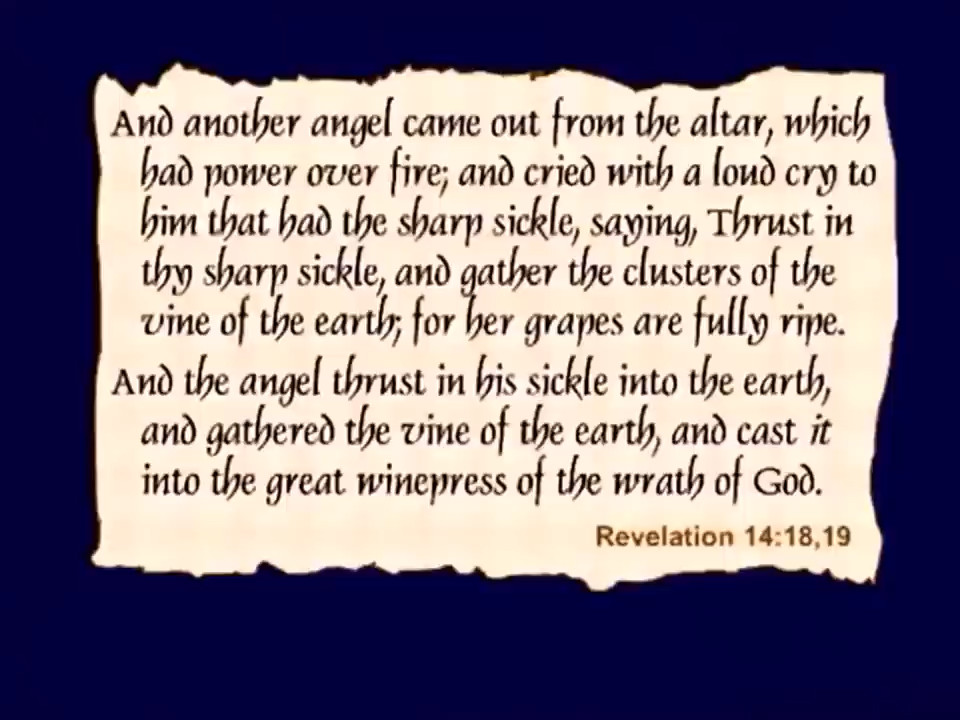 And another angel came out from the altar, which
had power over fire; and cried with a loud cry to
him that had the sharp sickle, saying, Thrust in
thy sharp sickle, and gather the clusters of the
vine of the earth; for her grapes are fully ripe.
And the angel thrust in his sickle into the earth,
and gathered the vine of the earth, and cast it
into the great winepress of the wrath of God.
Revelation 14:18,19